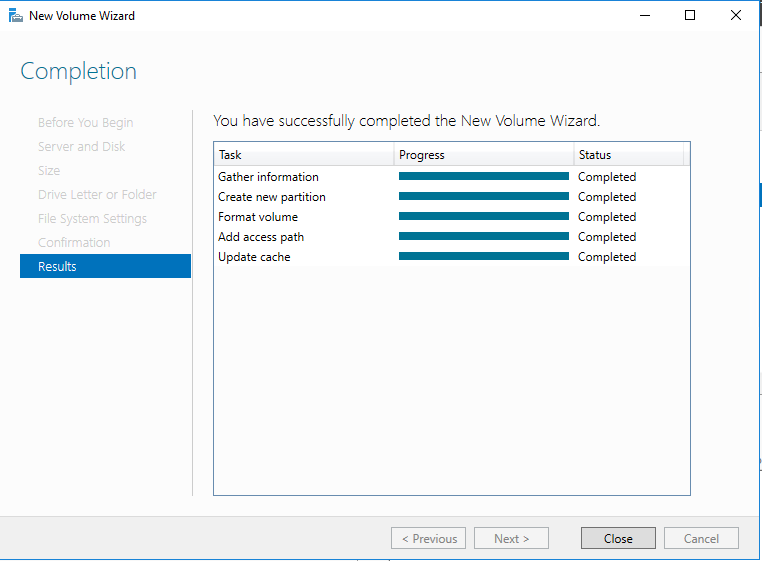 New Volume Wizard
Completion
Before You Begin
Server and Disk
Size
Drive Letter or Folder
File System Settings
Confirmation
Results
You have successfully completed the New Volume Wizard.
Task Progress Status
Gather information Completed
Create new partition Completed
Format volume Completed
Add access path Completed
Update cache Completed
< Previous Next > Close Cancel